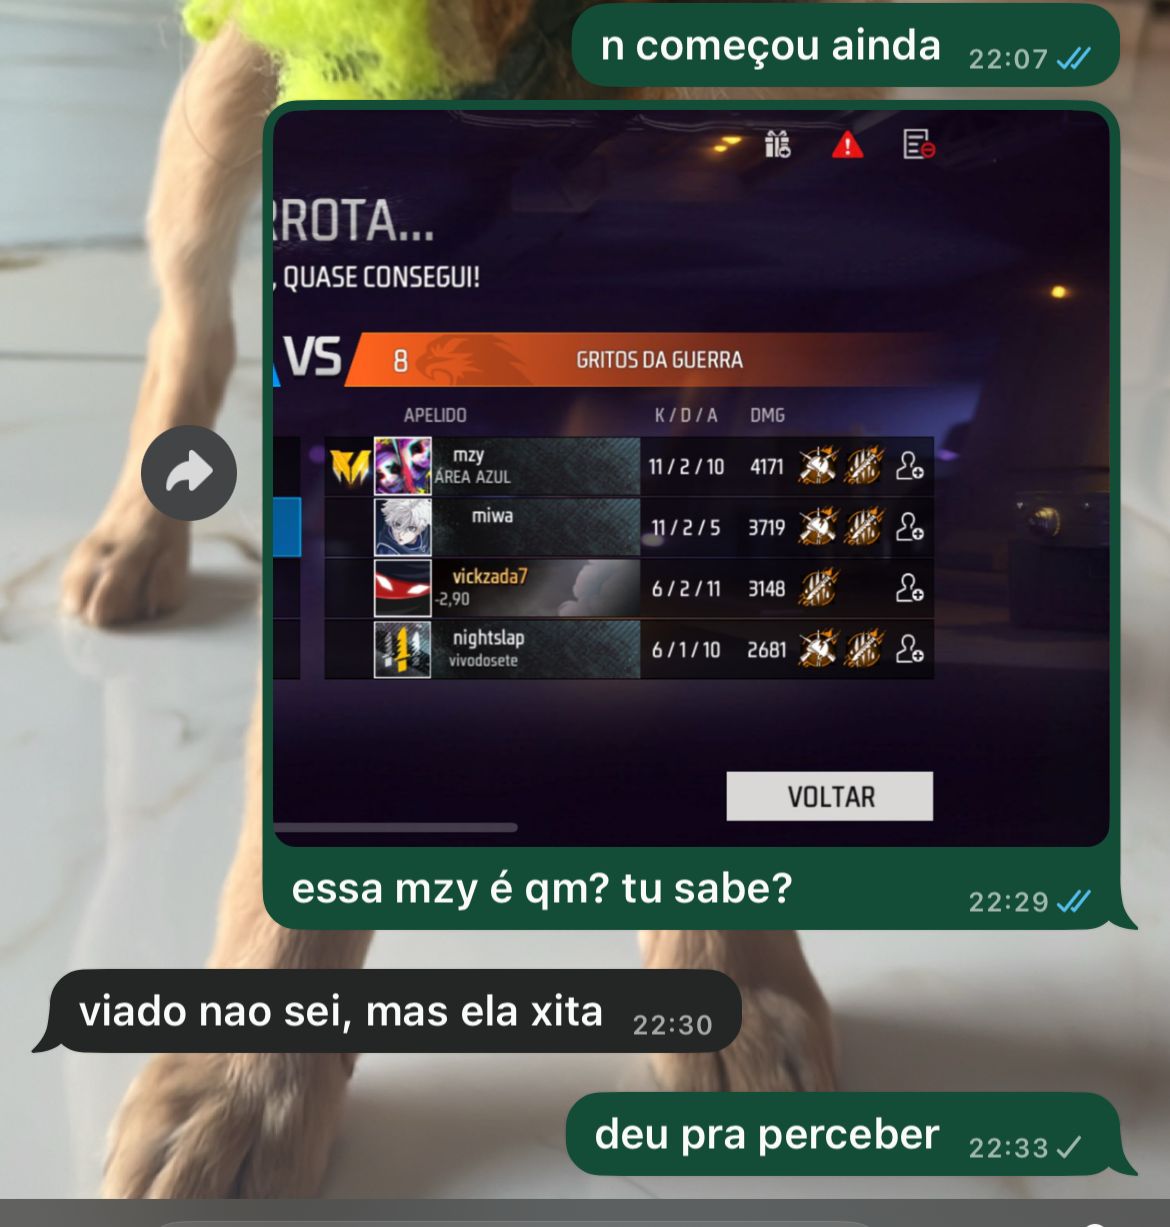 n começou ainda 22:07
RROTA...
, QUASE CONSEGUI!
VS 8 GRITOS DA GUERRA
APELIDO K / D / A DMG
mzy 11 / 2 / 10 4171
ÁREA AZUL
miwa 11 / 2 / 5 3719
vickzada7 6 / 2 / 11 3148
-2,90
nightslap 6 / 1 / 10 2681
vivodosete
VOLTAR
essa mzy é qm? tu sabe? 22:29
viado nao sei, mas ela xita 22:30
deu pra perceber 22:33